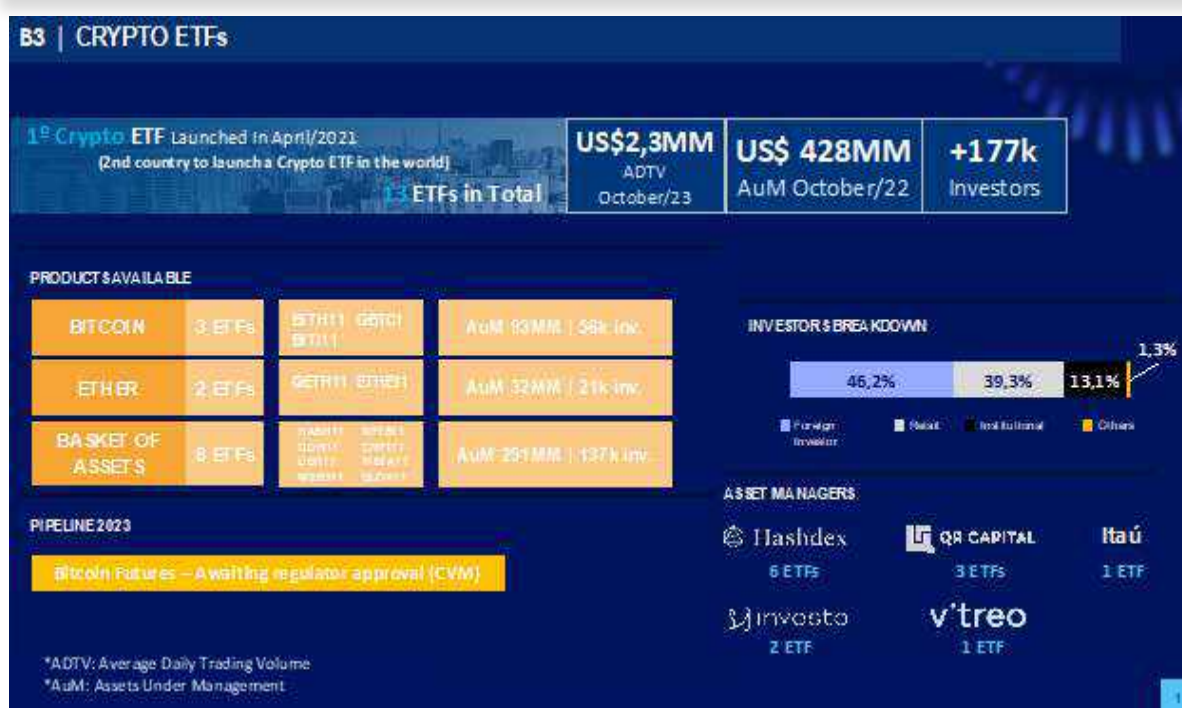 B3 | CRYPTO ETFs
1º Crypto ETF Launched in April/2021
(2nd country to launch a Crypto ETF in the world)
13 ETFs in Total
US$2,3MM
ADTV
October/23
US$ 428MM
AuM October/22
+177k
Investors
PRODUCTS AVAILABLE
BITCOIN 3 ETFs BITH11
BITI11
AuM 93MM | 56k inv.
ETHER 2 ETFs QETH11 ETHE11 AuM 32MM | 21k inv.
BASKET OF
ASSETS
8 ETFs
AuM 291MM | 137k inv.
PIPELINE 2023
Bitcoin Futures – Awaiting regulator approval (CVM)
*ADTV: Average Daily Trading Volume
*AuM: Assets Under Management
INVESTORS BREAKDOWN
1,3%
46,2% 39,3% 13,1%
Foreign
Investor
Retail Institutional Others
ASSET MANAGERS
Hashdex QR CAPITAL Itaú
6 ETFs 3 ETFs 1 ETF
investo vitreo
2 ETF 1 ETF
1